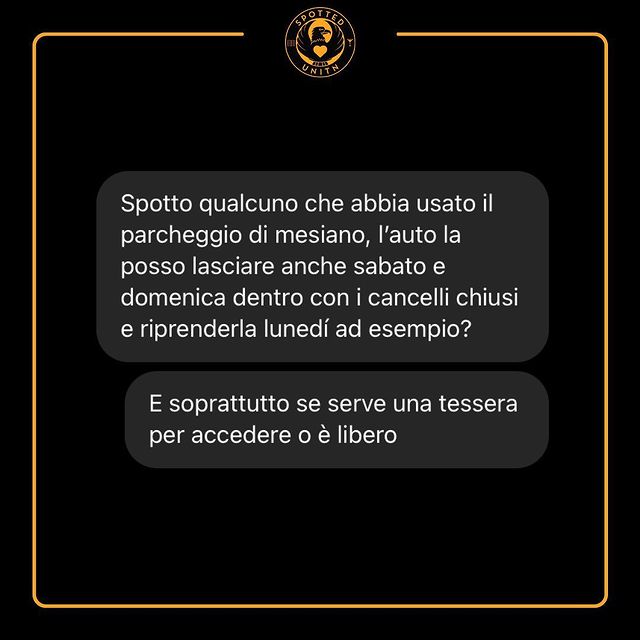 SPOTTED
UNITN
Spotto qualcuno che abbia usato il
parcheggio di mesiano, l’auto la
posso lasciare anche sabato e
domenica dentro con i cancelli chiusi
e riprenderla lunedí ad esempio?
E soprattutto se serve una tessera
per accedere o è libero